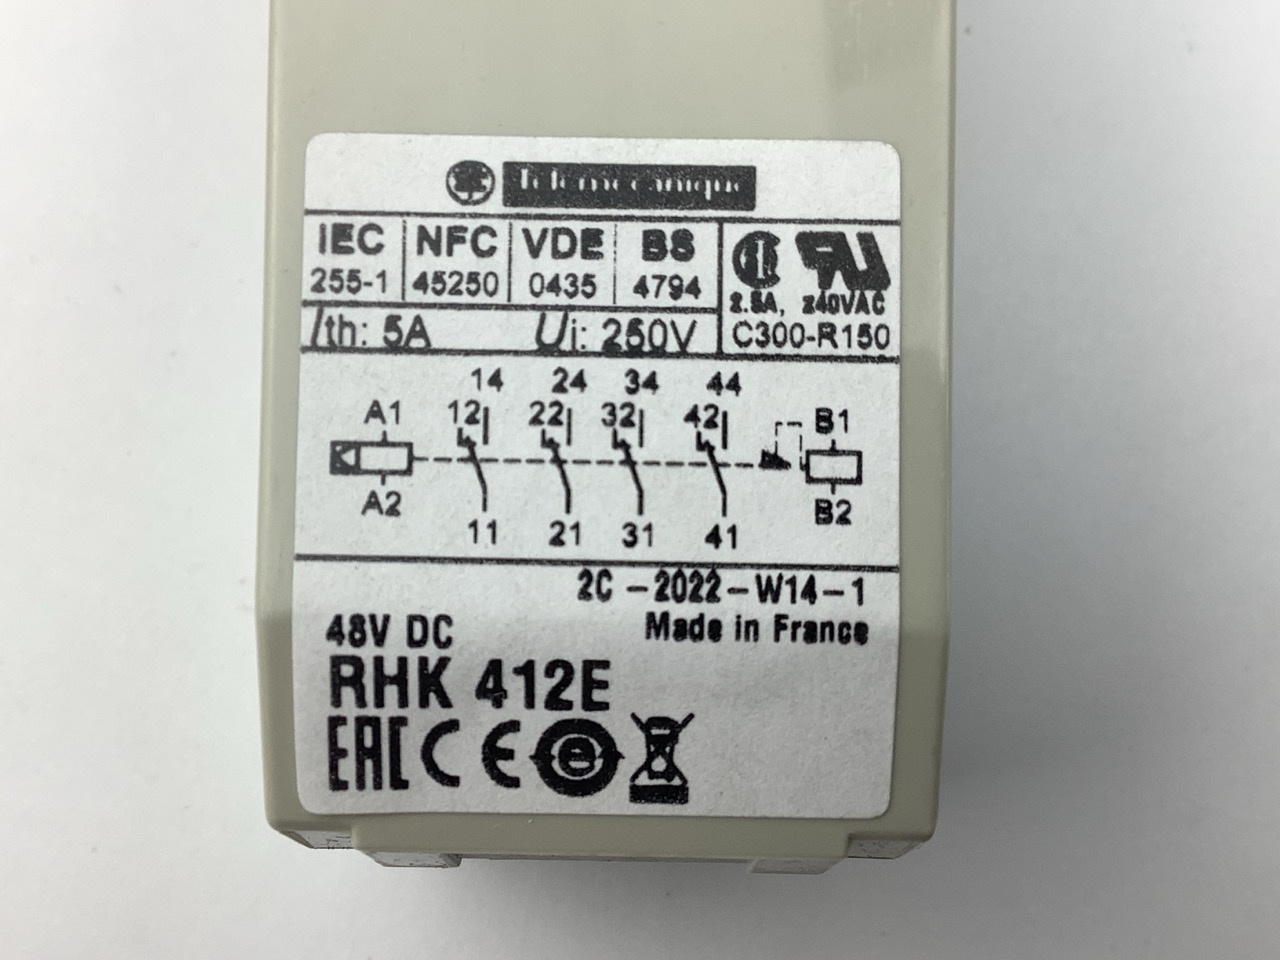 Telemecanique
IEC NFC VDE BS
255-1 45250 0435 4794
2.5A, 240VAC
Ith: 5A Ui: 250V C300-R150
14 24 34 44
A1 12 22 32 42 B1
A2 B2
11 21 31 41
2C - 2022 - W14 - 1
48V DC Made in France
RHK 412E
EAC CE e